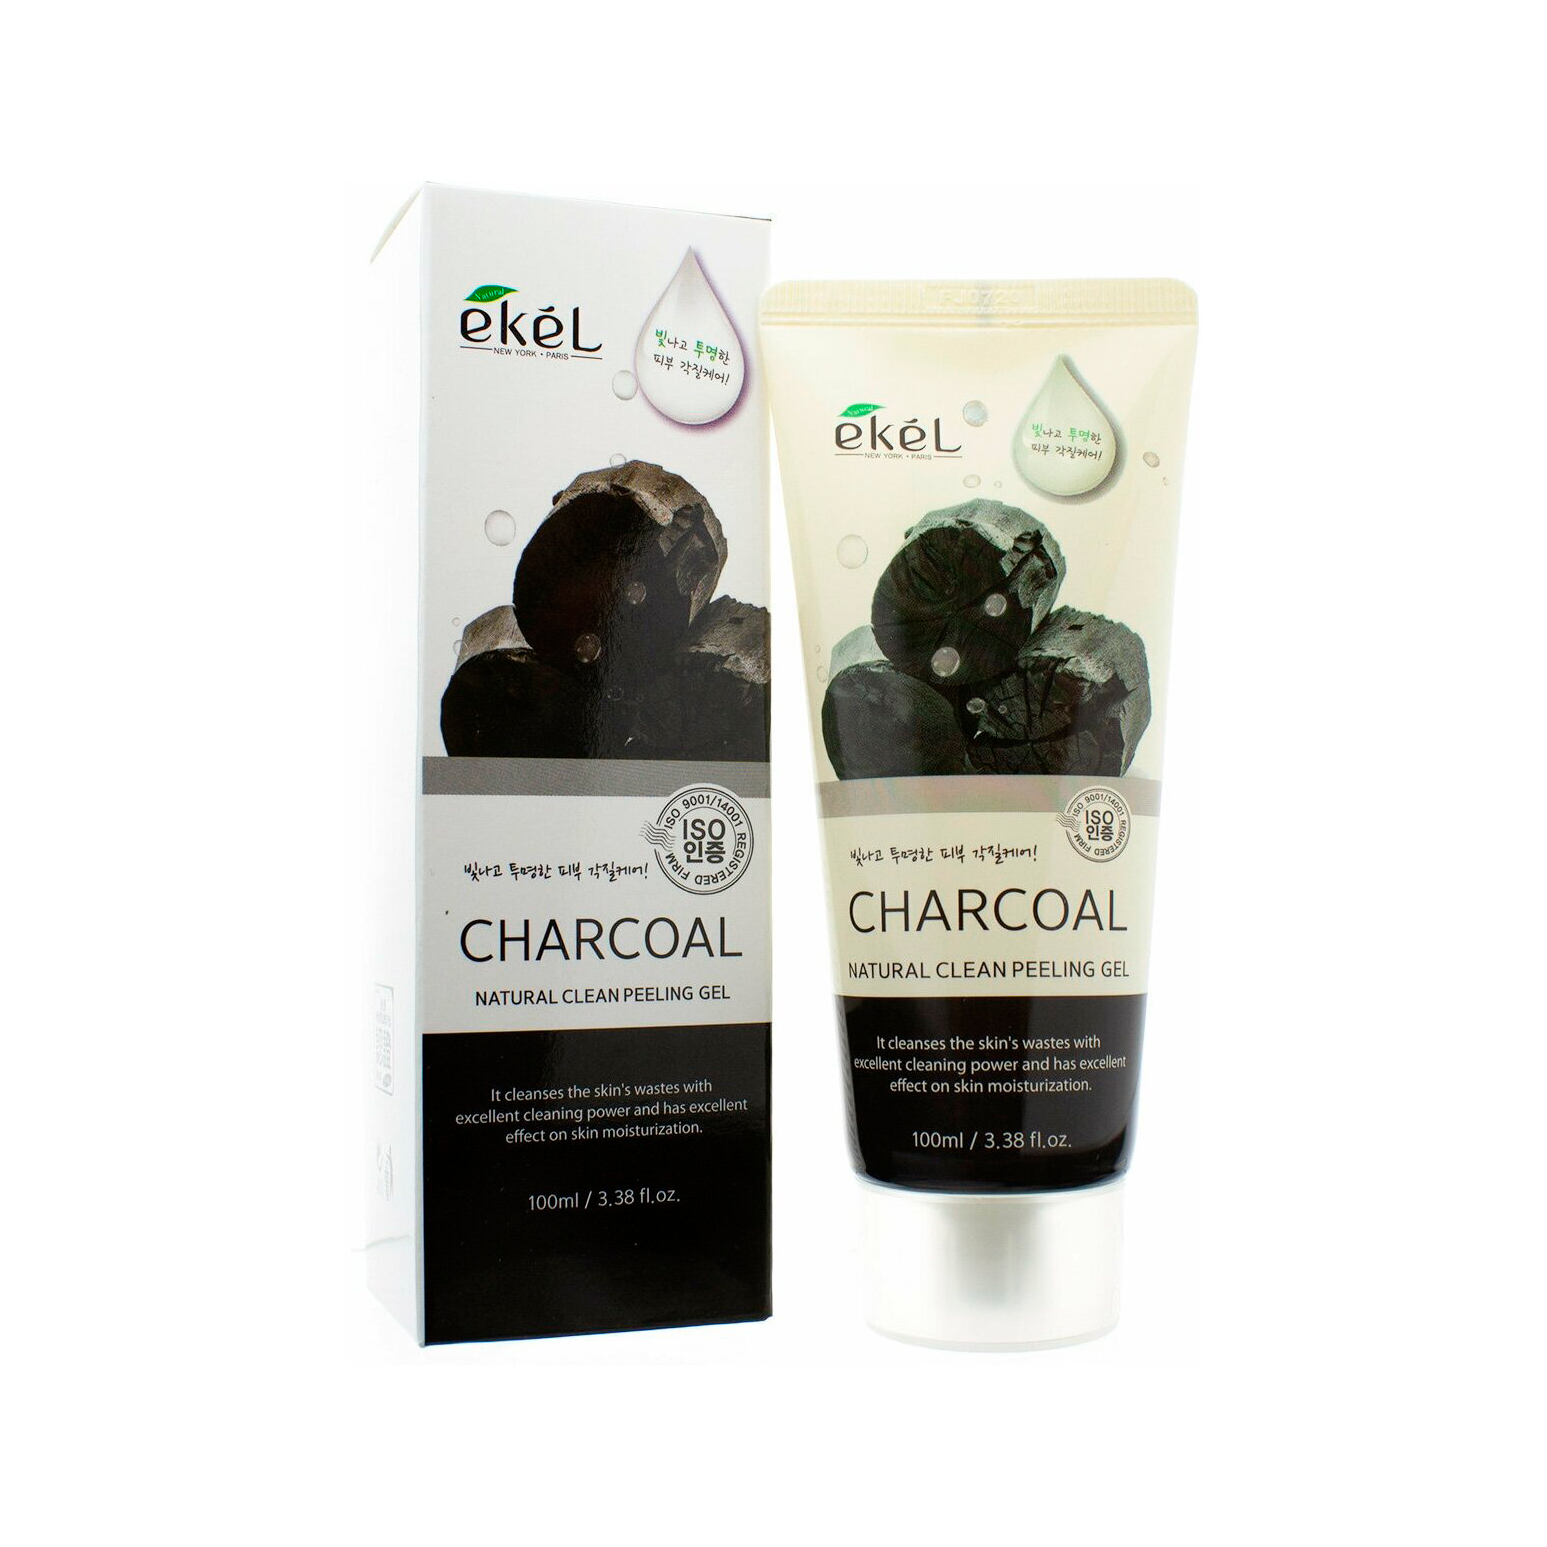 Natural
ēkéL
NEW YORK • PARIS
빛나고 투명한
피부 각질케어!
ISO 9001/14001 REGISTERED FIRM
ISO
인증
빛나고 투명한 피부 각질케어!
CHARCOAL
NATURAL CLEAN PEELING GEL
It cleanses the skin's wastes with
excellent cleaning power and has excellent
effect on skin moisturization.
100ml / 3.38 fl.oz.
FJ0720
Natural
ēkéL
NEW YORK • PARIS
빛나고 투명한
피부 각질케어!
ISO 9001/14001 REGISTERED FIRM
ISO
인증
빛나고 투명한 피부 각질케어!
CHARCOAL
NATURAL CLEAN PEELING GEL
It cleanses the skin's wastes with
excellent cleaning power and has excellent
effect on skin moisturization.
100ml / 3.38 fl.oz.